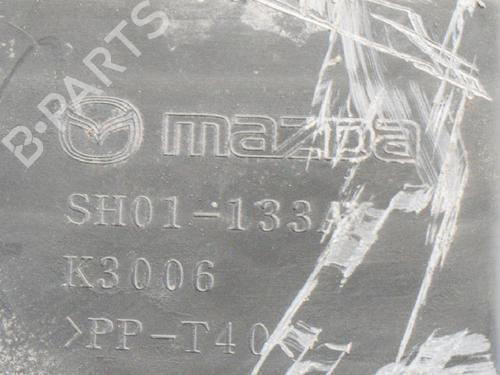 B-PARTS
mazda
SH01-133A
K3006
>PP-T40<